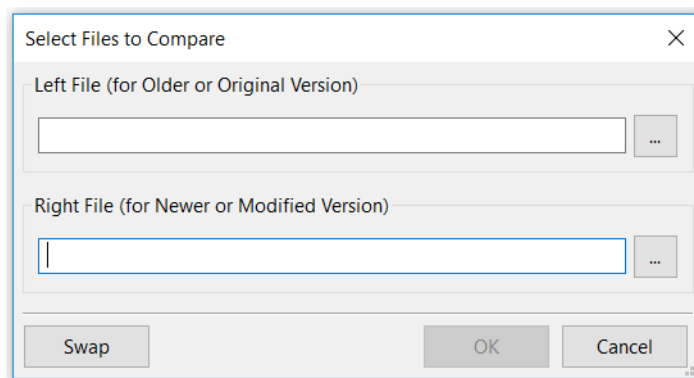 Select Files to Compare
Left File (for Older or Original Version)
...
Right File (for Newer or Modified Version)
...
Swap OK Cancel